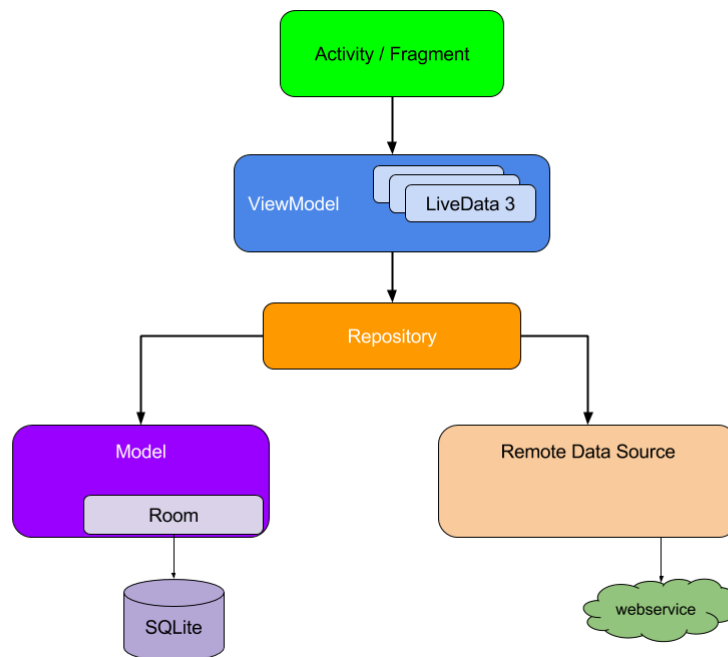 Activity / Fragment
ViewModel
LiveData 3
Repository
Model
Remote Data Source
Room
SQLite
webservice